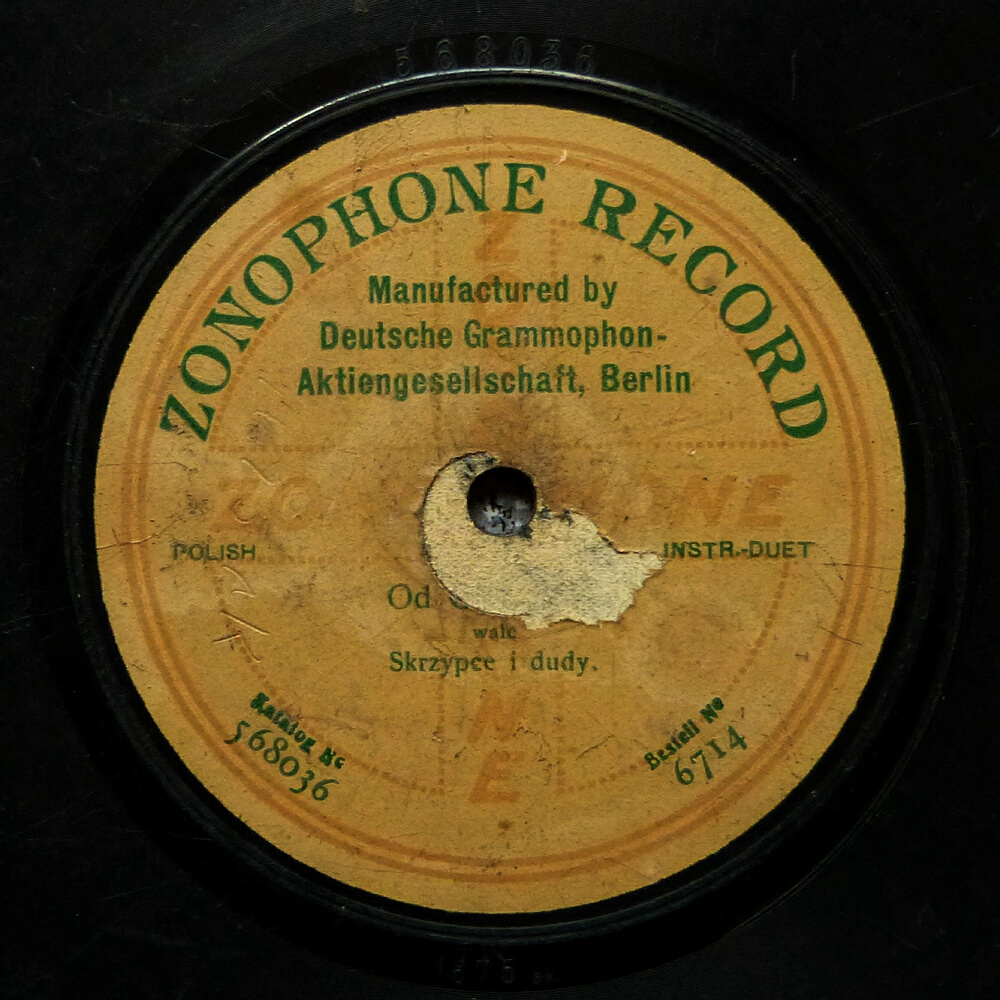 568036
ZONOPHONE RECORD
Manufactured by
Deutsche Grammophon-
Aktiengesellschaft, Berlin
POLISH
INSTR.-DUET
Od
walc
Skrzypce i dudy.
Katalog No
568036
Bestell No
6714